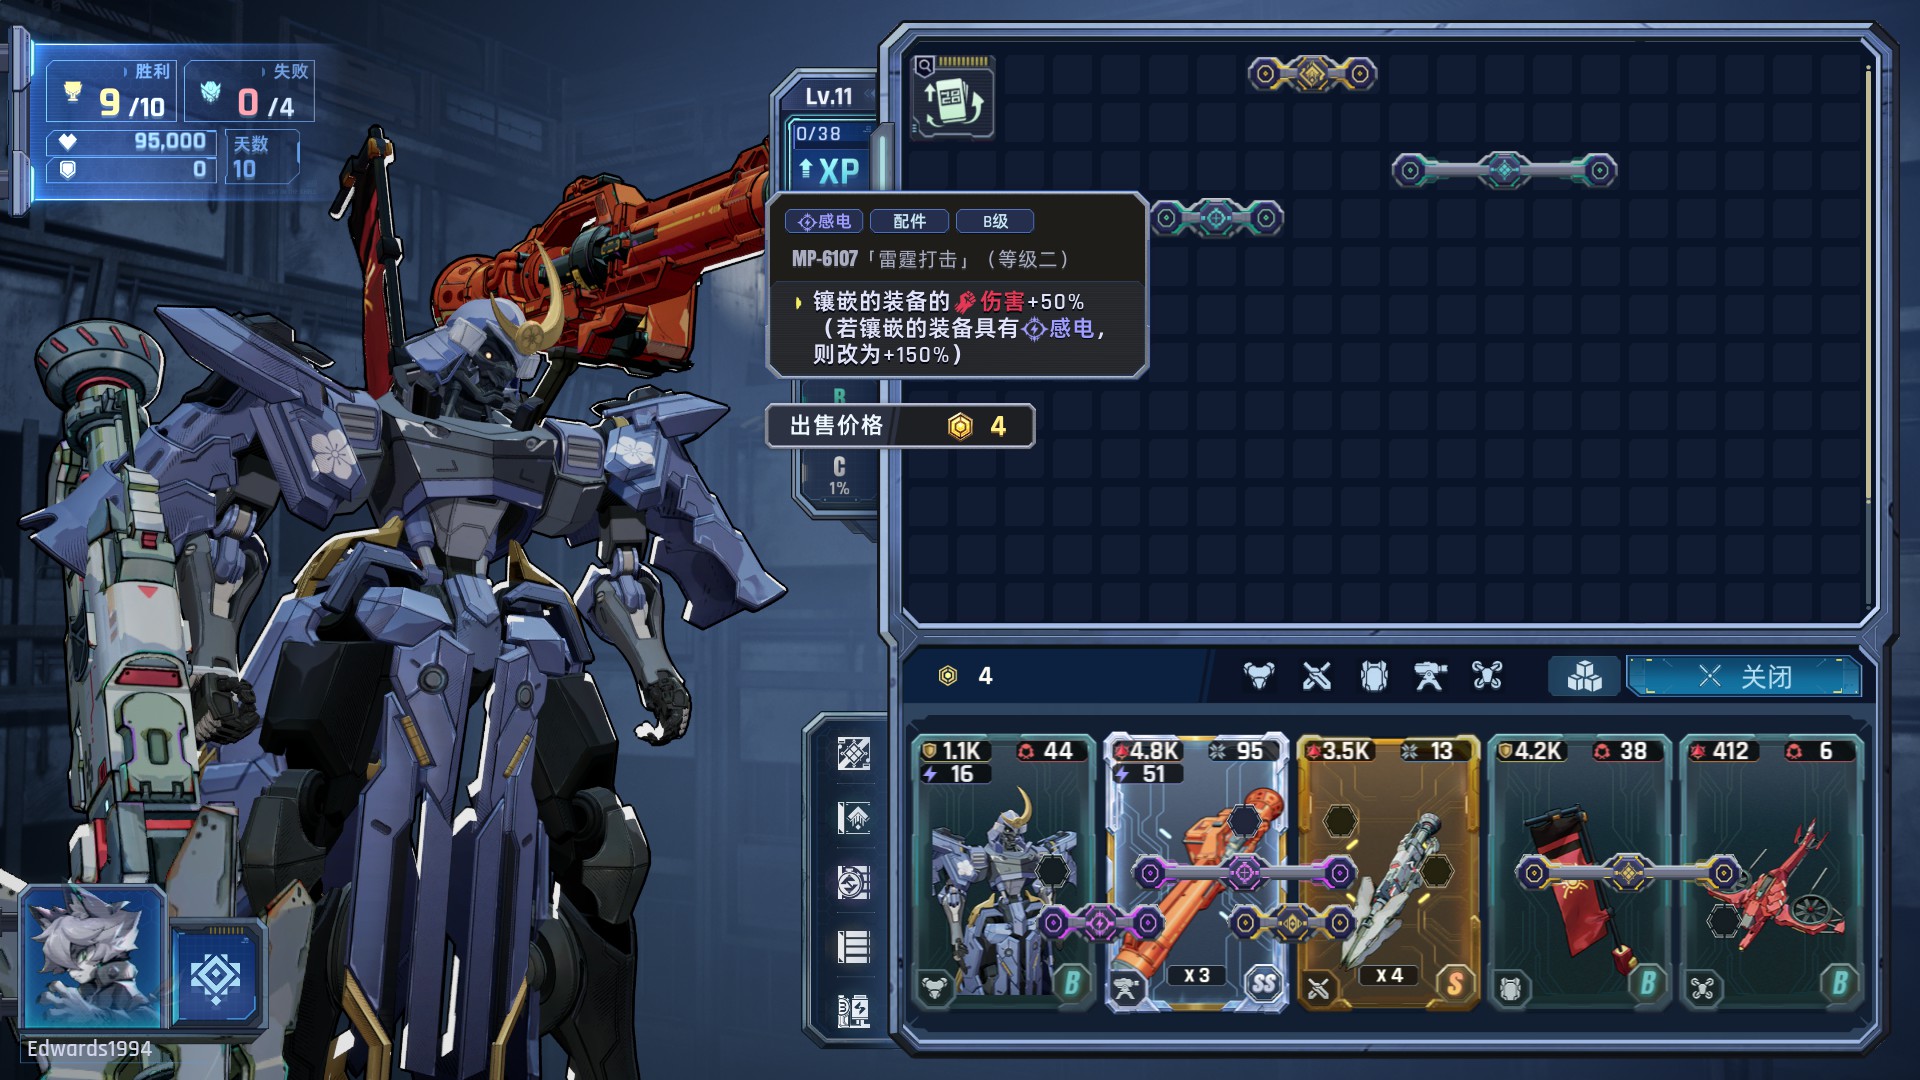 胜利
9/10
失败
0/4
95,000
0
天数
10
Lv.11
0/38
XP
感电 配件 B级
MP-6107「雷霆打击」（等级二）
镶嵌的装备的伤害+50%
（若镶嵌的装备具有感电，
则改为+150%）
B
出售价格 4
C
1%
4
关闭
1.1K 44
16
4.8K 95
51
3.5K 13
4.2K 38
412 6
B
x3
SS
x4
S
B
B
Edwards1994